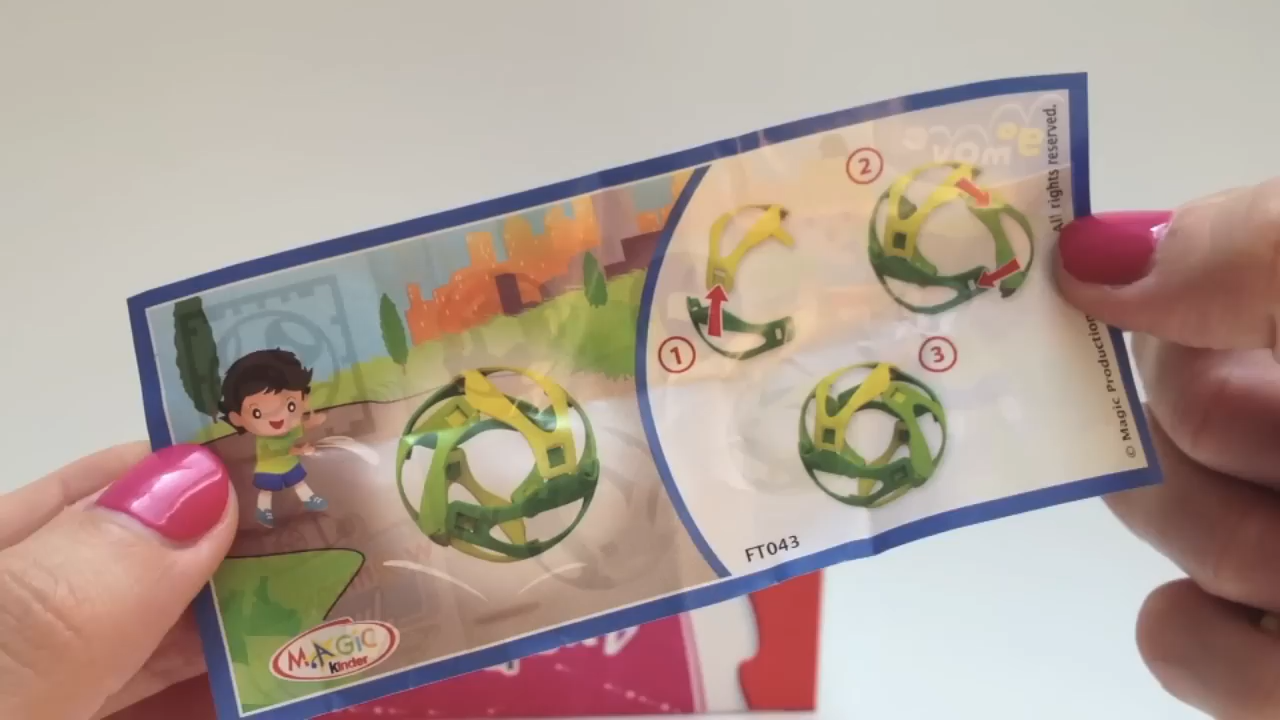 MAGIC
kinder
1
2
3
FT043
© Magic Production
All rights reserved.